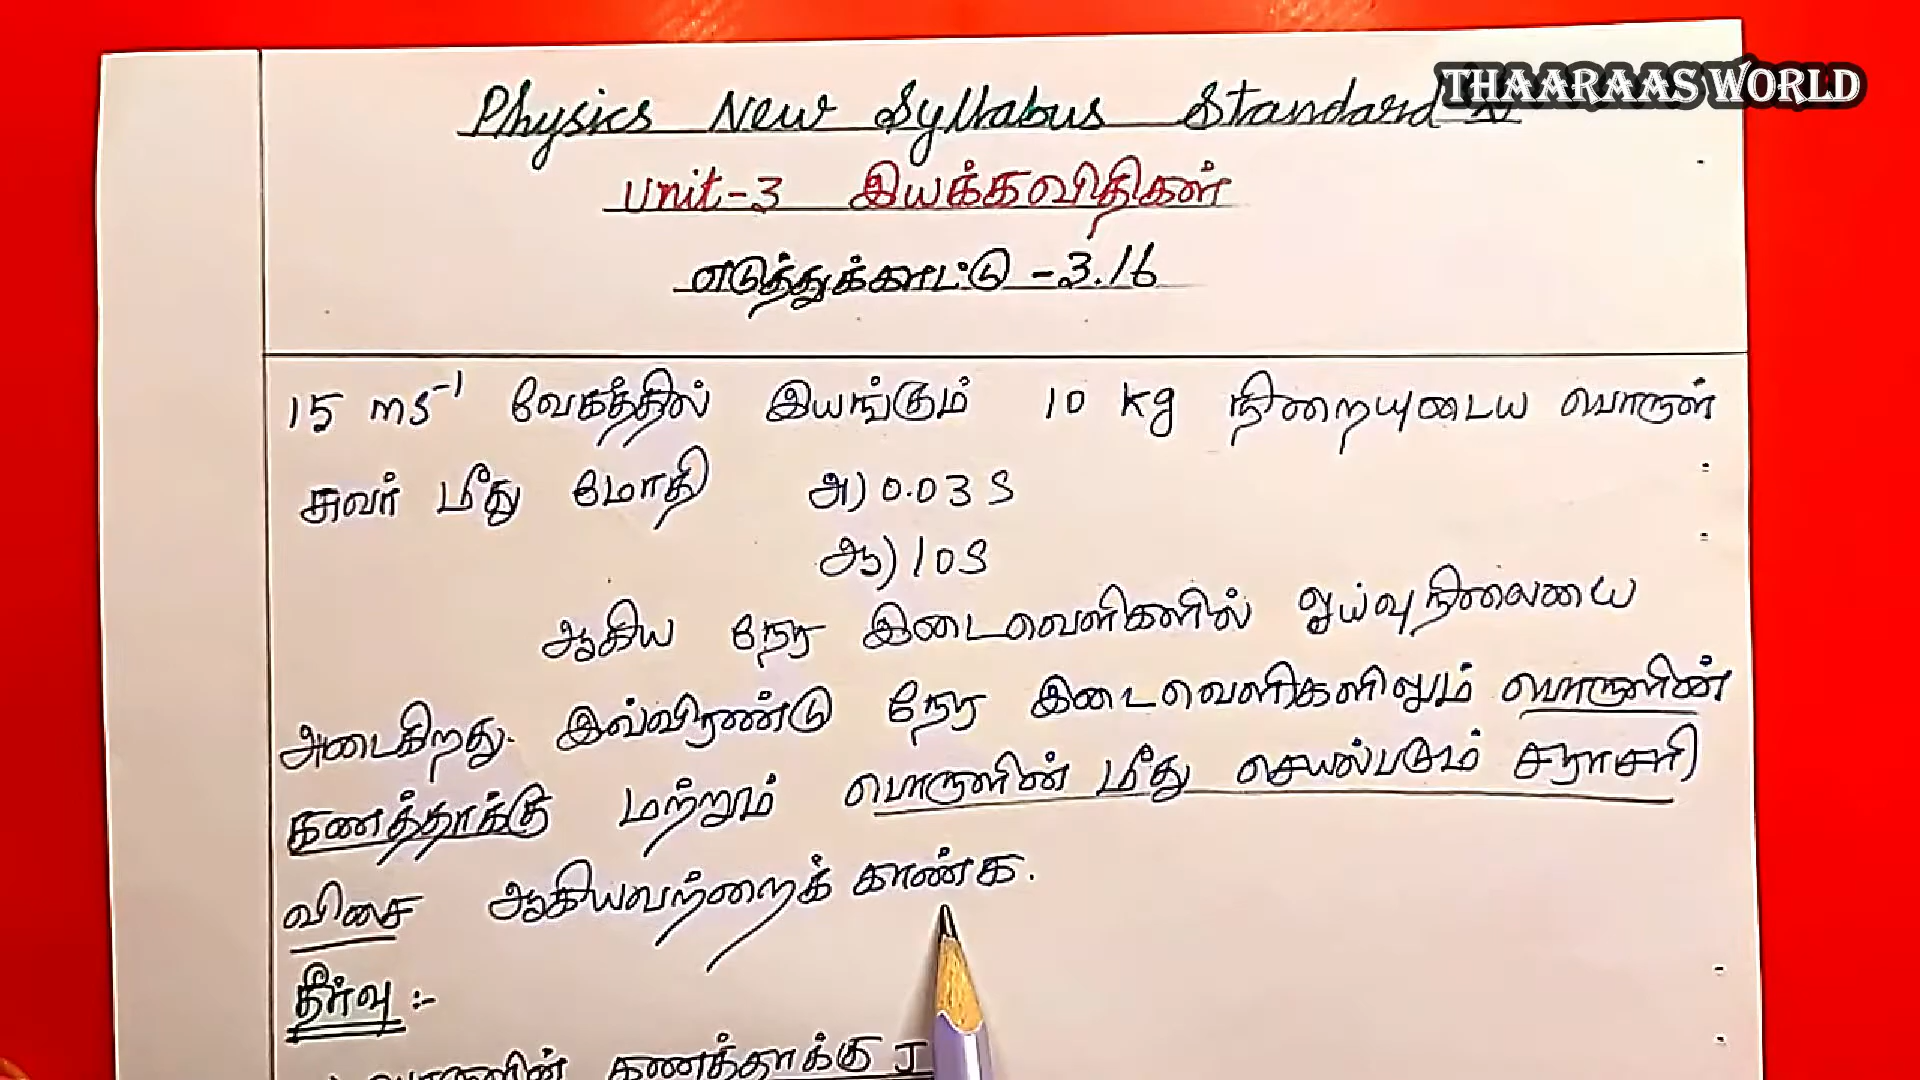 THAARAAS WORLD
Physics New Syllabus Standard XI
Unit-3 இயக்கவிதிகள்
எடுத்துக்காட்டு - 3.16
15 ms⁻¹ வேகத்தில் இயங்கும் 10 kg நிறையுடைய பொருள்
சுவர் மீது மோதி அ) 0.03 S
ஆ) 10 S
ஆகிய நேர இடைவெளிகளில் ஓய்வுநிலையை
அடைகிறது. இவ்விரண்டு நேர இடைவெளிகளிலும் பொருளின்
கணத்தாக்கு மற்றும் பொருளின் மீது செயல்படும் சராசரி
விசை ஆகியவற்றைக் காண்க.
தீர்வு :-
பொருளின் கணத்தாக்கு J